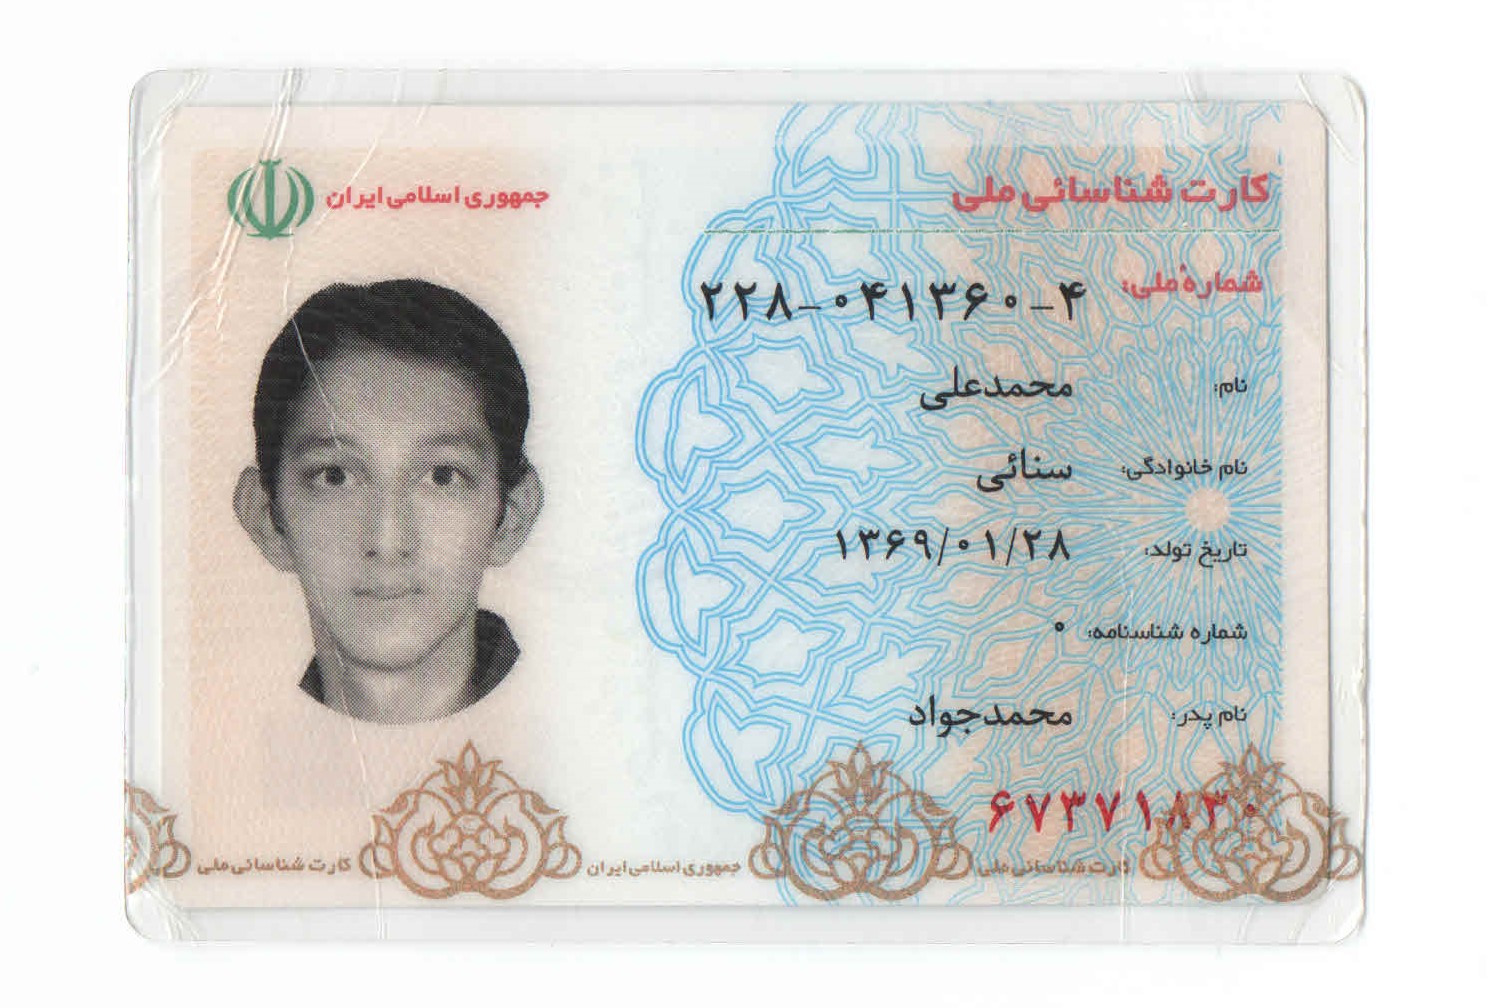 جمهوری اسلامی ایران
کارت شناسائی ملی
شمارهٔ ملی: ۲۲۸-۰۴۱۳۶۰-۴
نام: محمدعلی
نام خانوادگی: سنائی
تاریخ تولد: ۱۳۶۹/۰۱/۲۸
شماره شناسنامه: ۰
نام پدر: محمدجواد
۶۷۳۷۱۸۳۰
کارت شناسائی ملی جمهوری اسلامی ایران کارت شناسائی ملی